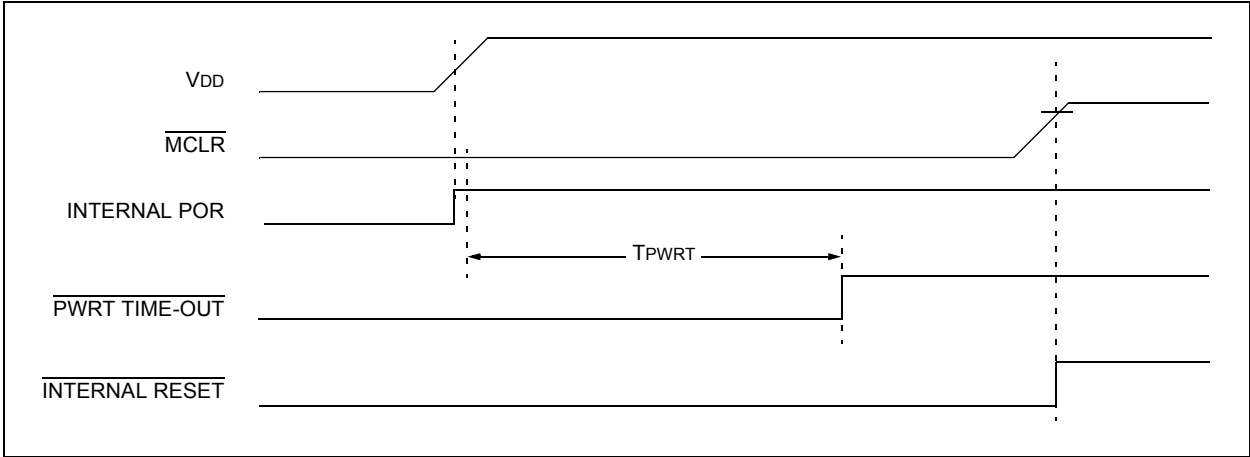 VDD
MCLR
INTERNAL POR
TPWRT
PWRT TIME-OUT
INTERNAL RESET